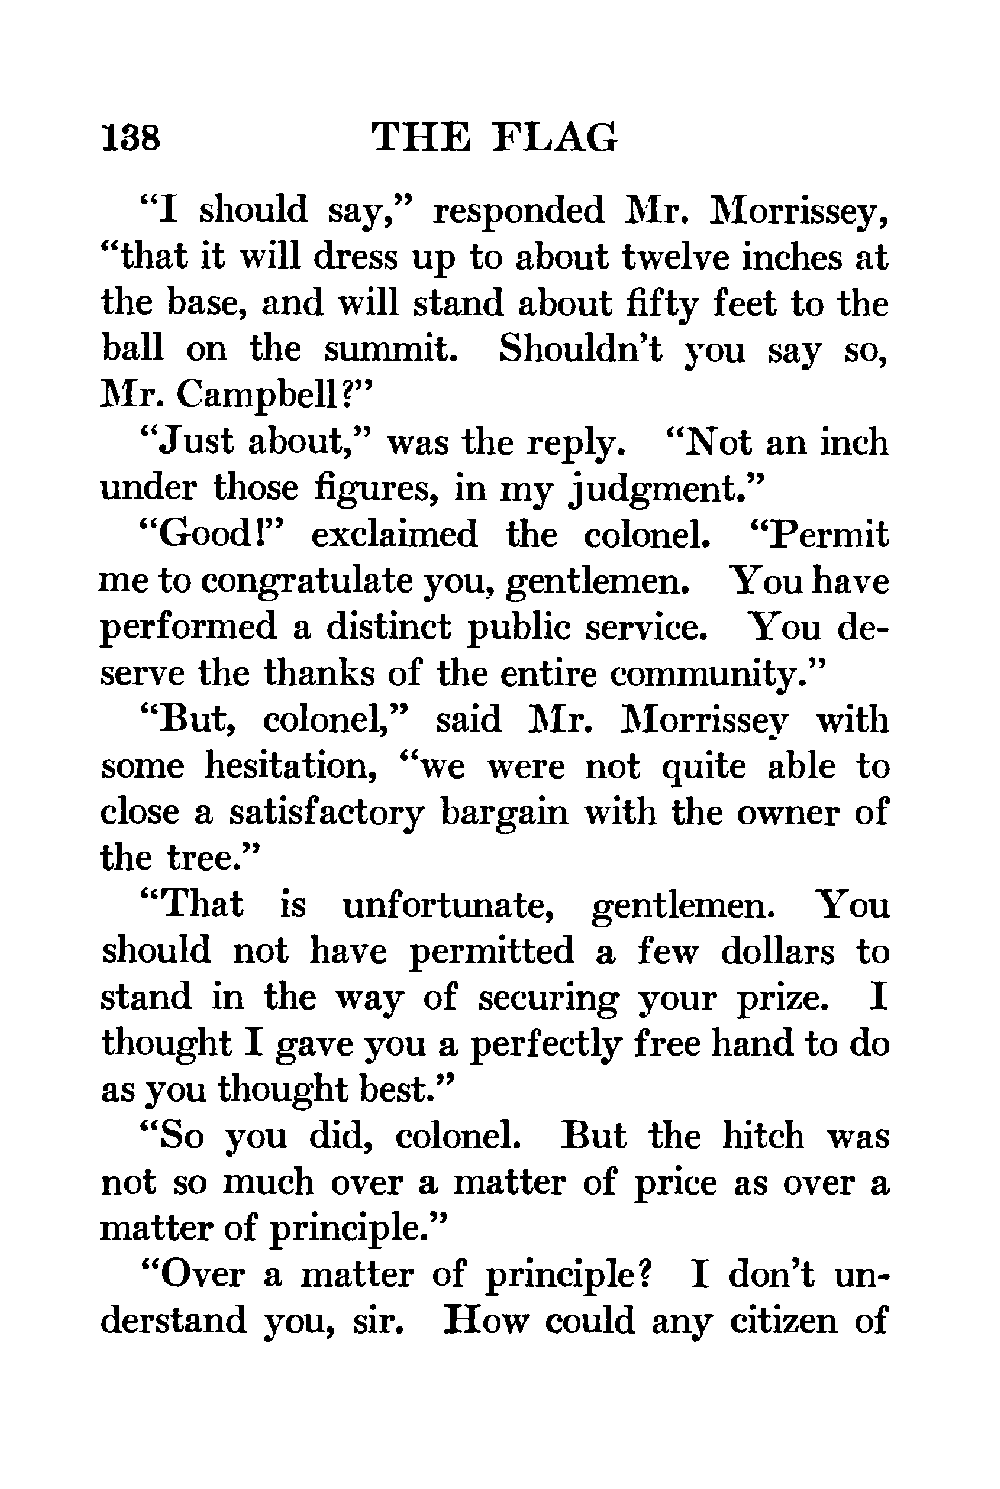 138 THE FLAG
“I should say,” responded Mr. Morrissey,
“that it will dress up to about twelve inches at
the base, and will stand about fifty feet to the
ball on the summit. Shouldn’t you say so,
Mr. Campbell?”
“Just about,” was the reply. “Not an inch
under those figures, in my judgment.”
“Good!” exclaimed the colonel. “Permit
me to congratulate you, gentlemen. You have
performed a distinct public service. You de-
serve the thanks of the entire community.”
“But, colonel,” said Mr. Morrissey with
some hesitation, “we were not quite able to
close a satisfactory bargain with the owner of
the tree.”
“That is unfortunate, gentlemen. You
should not have permitted a few dollars to
stand in the way of securing your prize. I
thought I gave you a perfectly free hand to do
as you thought best.”
“So you did, colonel. But the hitch was
not so much over a matter of price as over a
matter of principle.”
“Over a matter of principle? I don’t un-
derstand you, sir. How could any citizen of